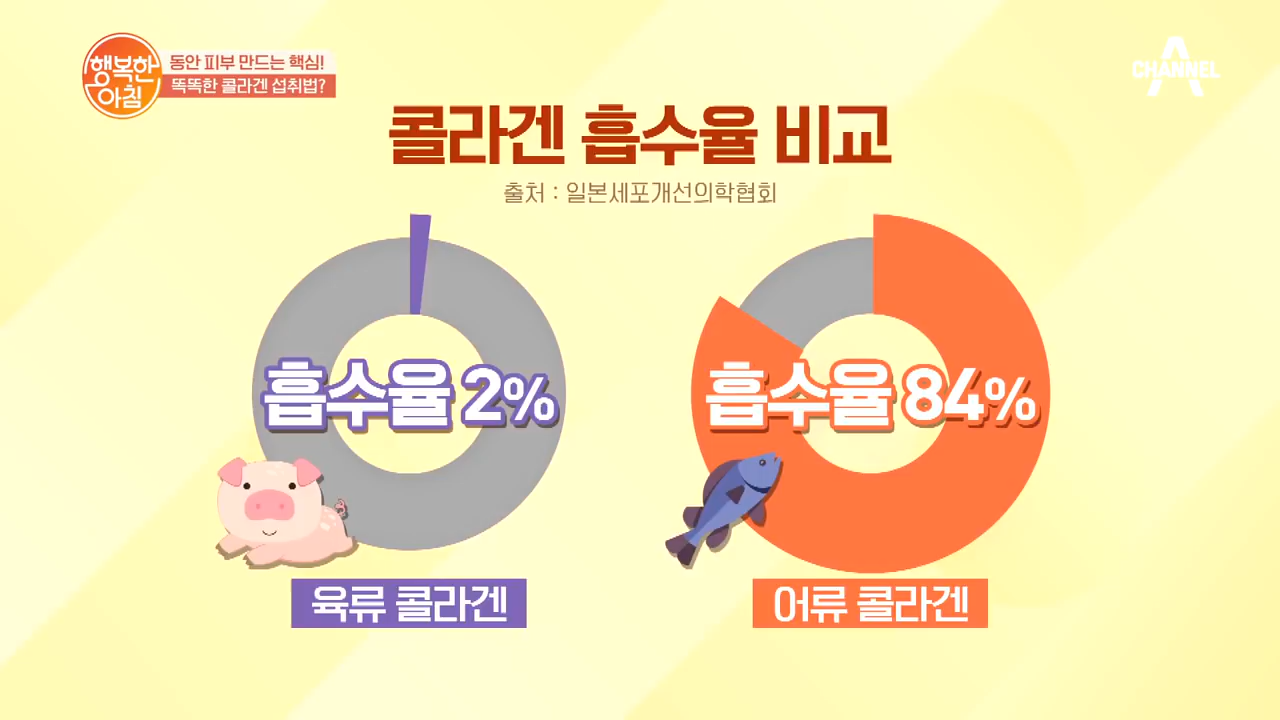 행복한
아침
동안 피부 만드는 핵심!
똑똑한 콜라겐 섭취법?
CHANNEL A
콜라겐 흡수율 비교
출처 : 일본세포개선의학협회
흡수율 2%
흡수율 84%
육류 콜라겐
어류 콜라겐